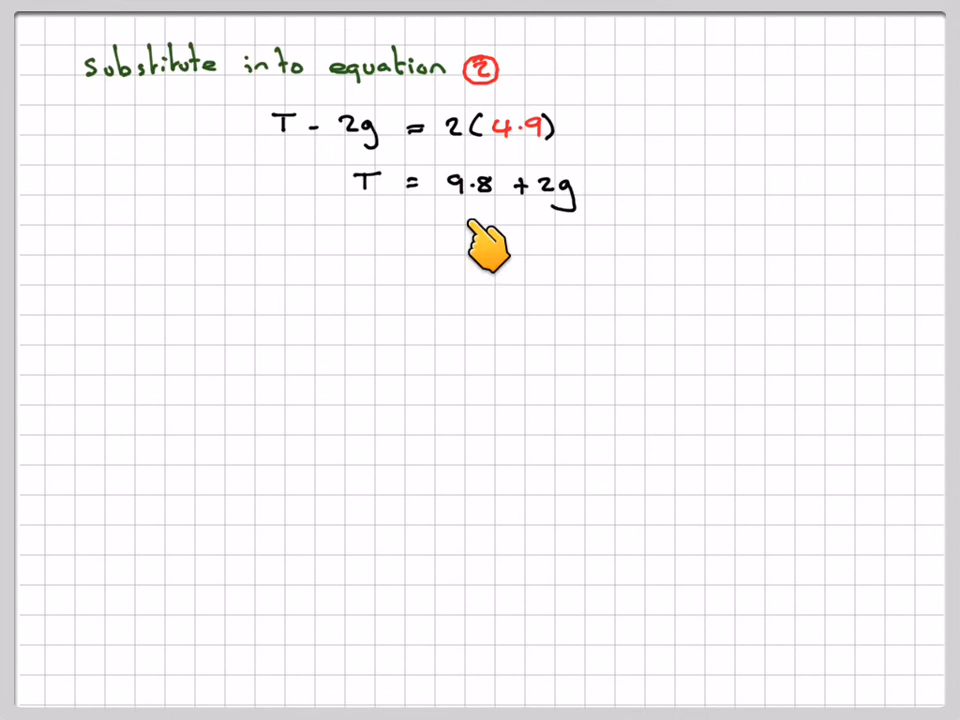 substitute into equation ②
T - 2g = 2(4.9)
T = 9.8 + 2g